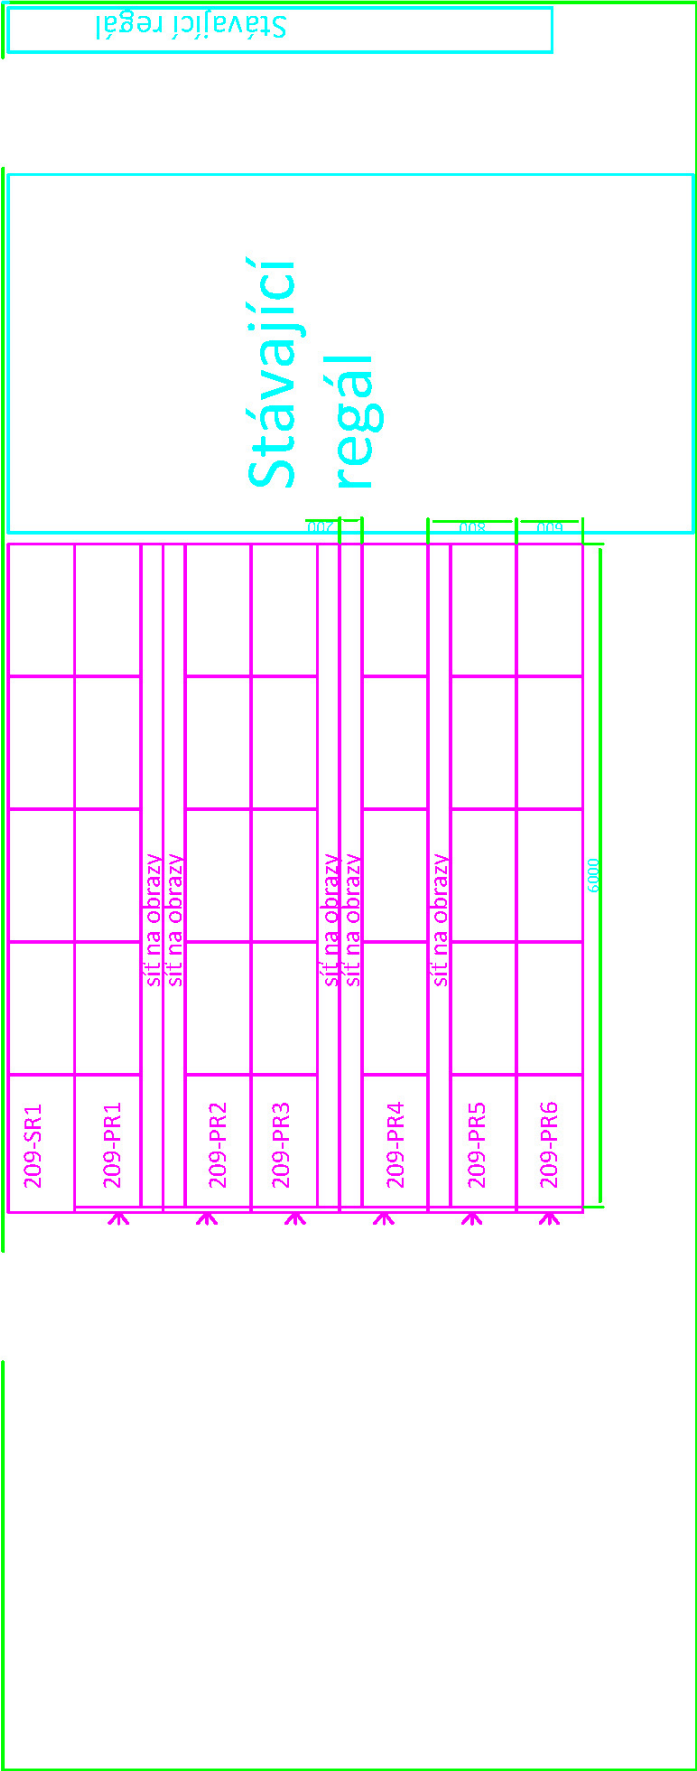 Stávající regál
Stávající
regál
200
800
600
6000
síť na obrazy
síť na obrazy
síť na obrazy
síť na obrazy
síť na obrazy
209-SR1
209-PR1
209-PR2
209-PR3
209-PR4
209-PR5
209-PR6